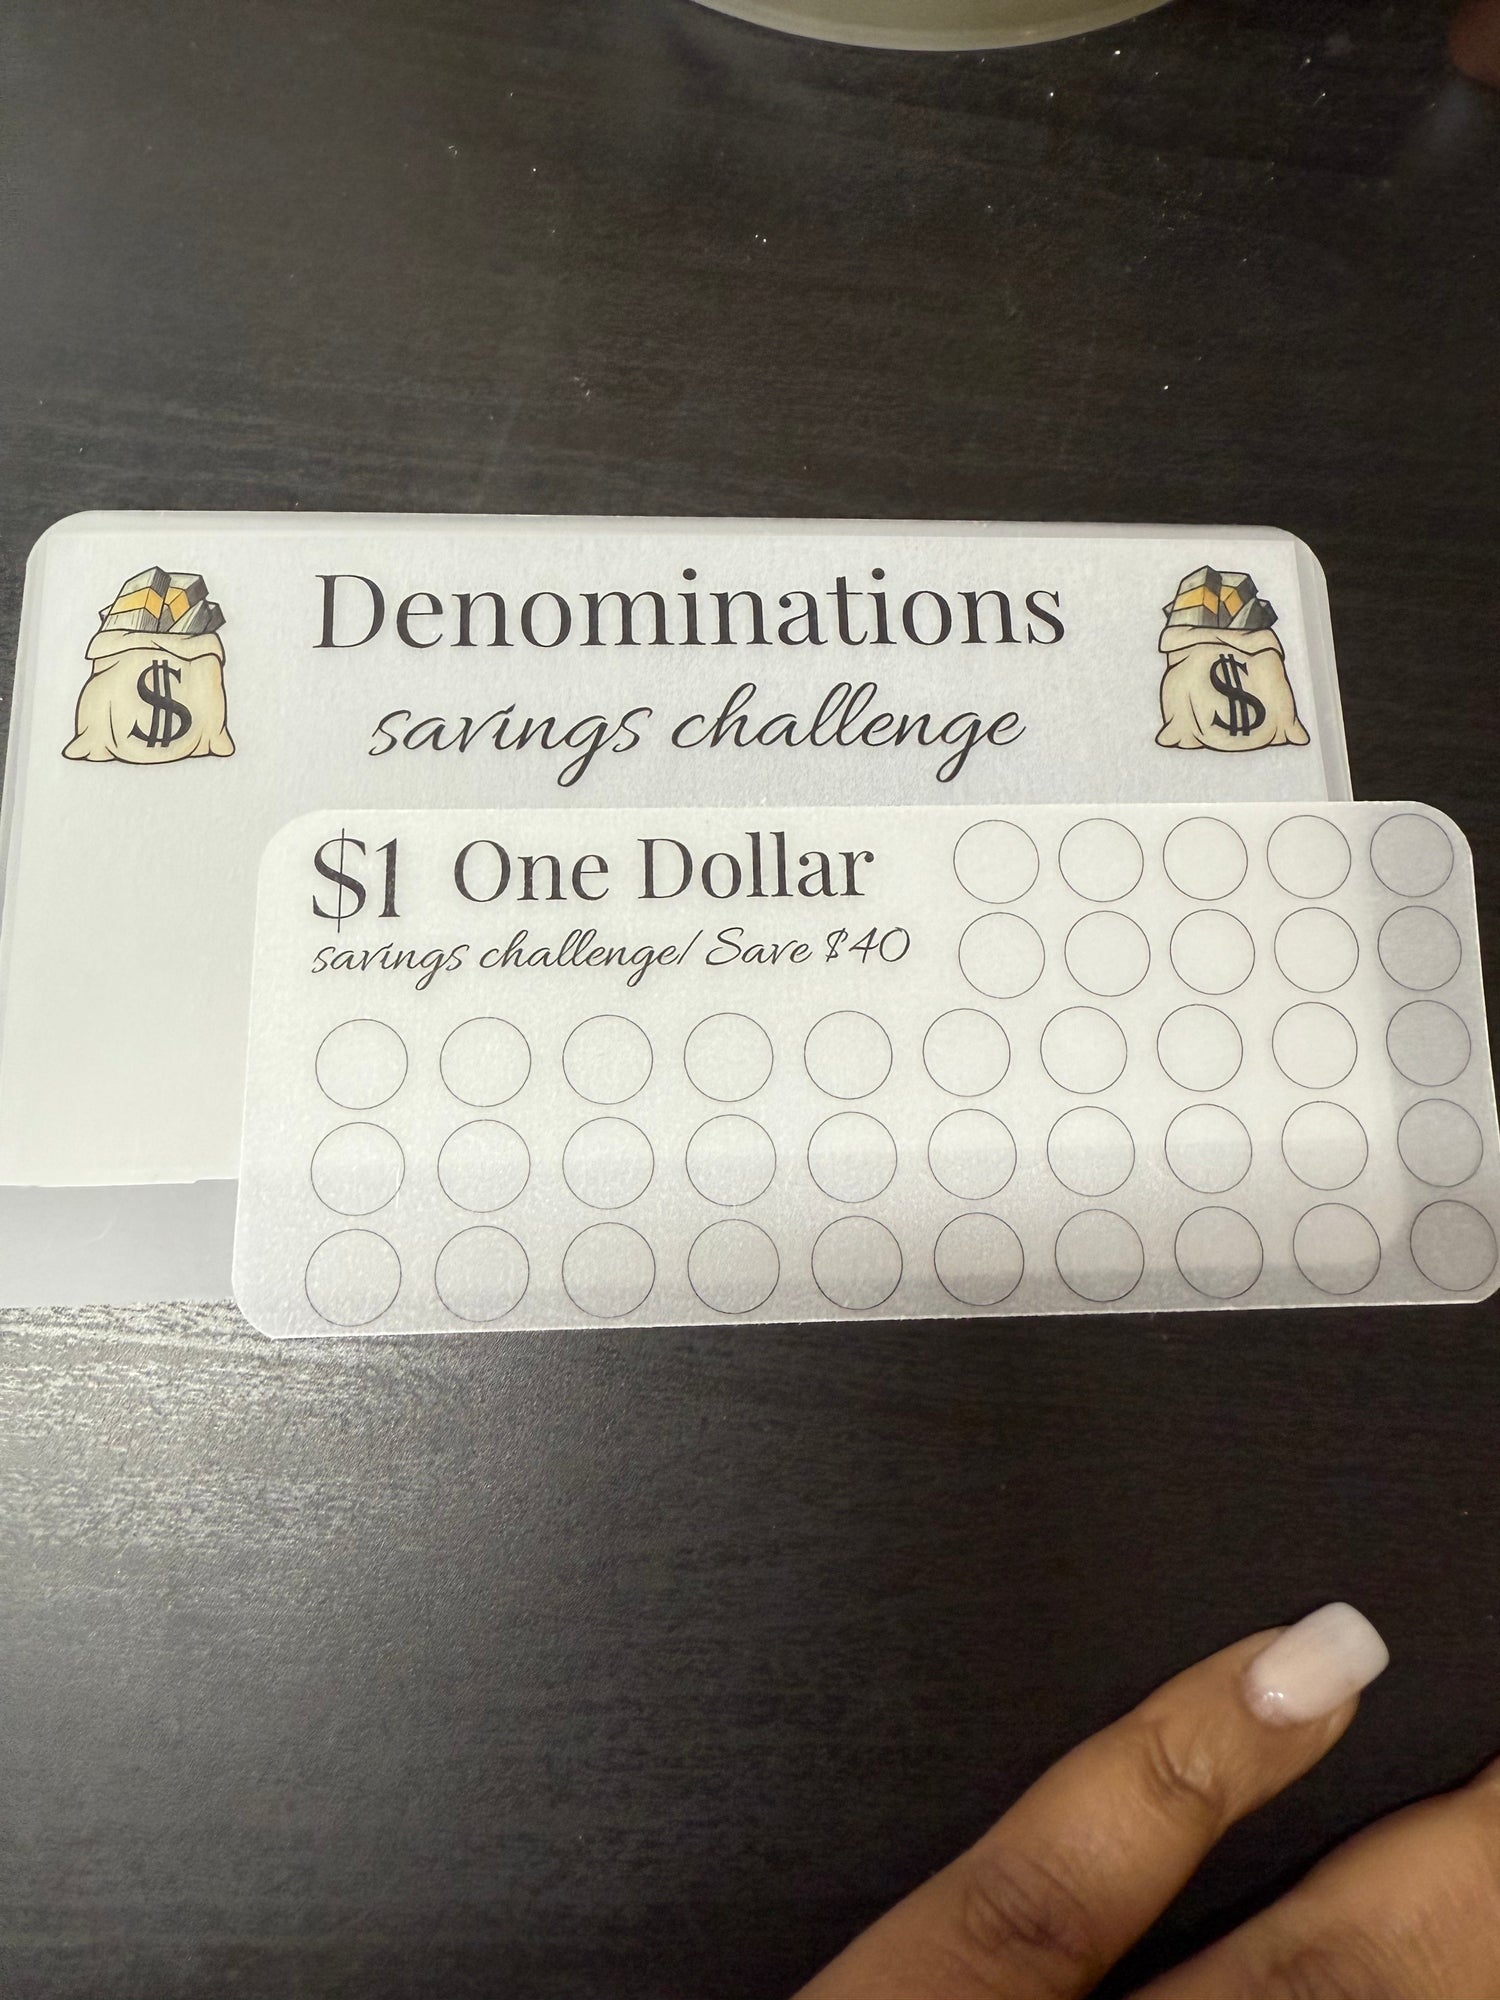 Denominations
savings challenge
$
$
$1 One Dollar
savings challenge/ Save $40